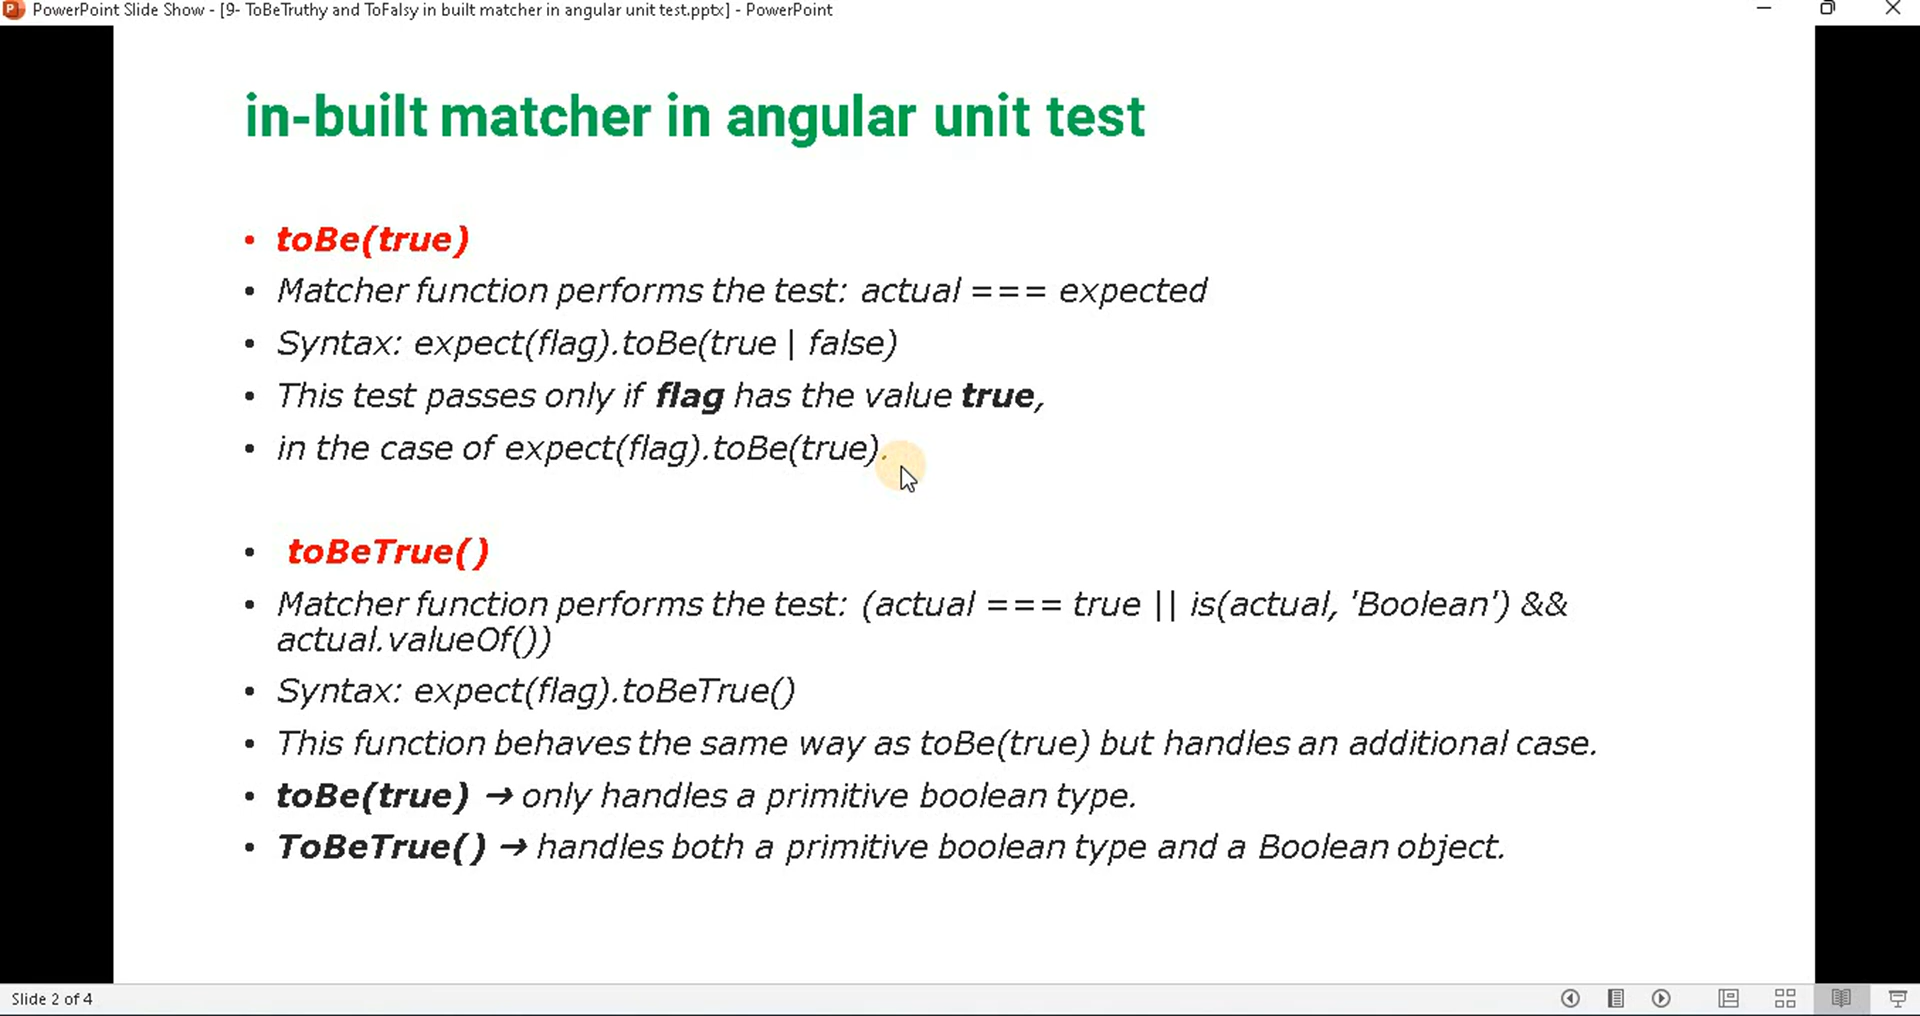 PowerPoint Slide Show - [9- ToBeTruthy and ToFalsy in built matcher in angular unit test.pptx] - PowerPoint
in-built matcher in angular unit test
• toBe(true)
• Matcher function performs the test: actual === expected
• Syntax: expect(flag).toBe(true | false)
• This test passes only if flag has the value true,
• in the case of expect(flag).toBe(true).
• toBeTrue()
• Matcher function performs the test: (actual === true || is(actual, 'Boolean') &&
actual.valueOf())
• Syntax: expect(flag).toBeTrue()
• This function behaves the same way as toBe(true) but handles an additional case.
• toBe(true) → only handles a primitive boolean type.
• ToBeTrue() → handles both a primitive boolean type and a Boolean object.
Slide 2 of 4